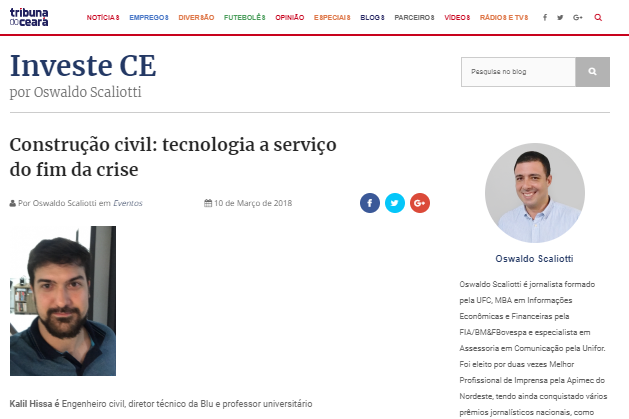 tribuna
do ceará
NOTÍCIAS EMPREGOS DIVERSÃO FUTEBOLÊS OPINIÃO ESPECIAIS BLOGS PARCEIROS VÍDEOS RÁDIOS E TVS
Investe CE
por Oswaldo Scaliotti
Pesquise no blog
Construção civil: tecnologia a serviço
do fim da crise
Por Oswaldo Scaliotti em Eventos
10 de Março de 2018
Kalil Hissa é Engenheiro civil, diretor técnico da Blu e professor universitário
Oswaldo Scaliotti
Oswaldo Scaliotti é jornalista formado
pela UFC, MBA em Informações
Econômicas e Financeiras pela
FIA/BM&FBovespa e especialista em
Assessoria em Comunicação pela Unifor.
Foi eleito por duas vezes Melhor
Profissional de Imprensa pela Apimec do
Nordeste, tendo ainda conquistado vários
prêmios jornalísticos nacionais, como